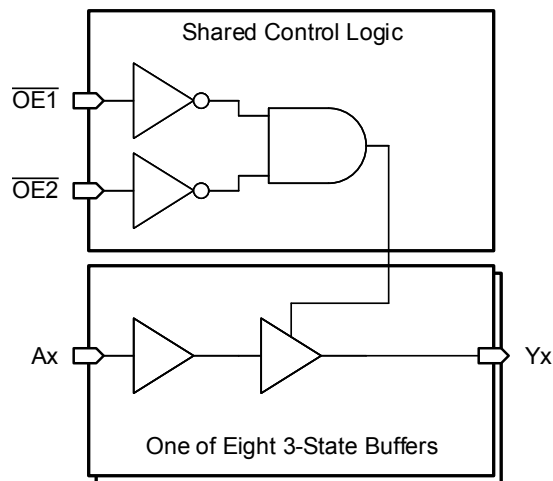 Shared Control Logic
OE1
OE2
Ax
Yx
One of Eight 3-State Buffers